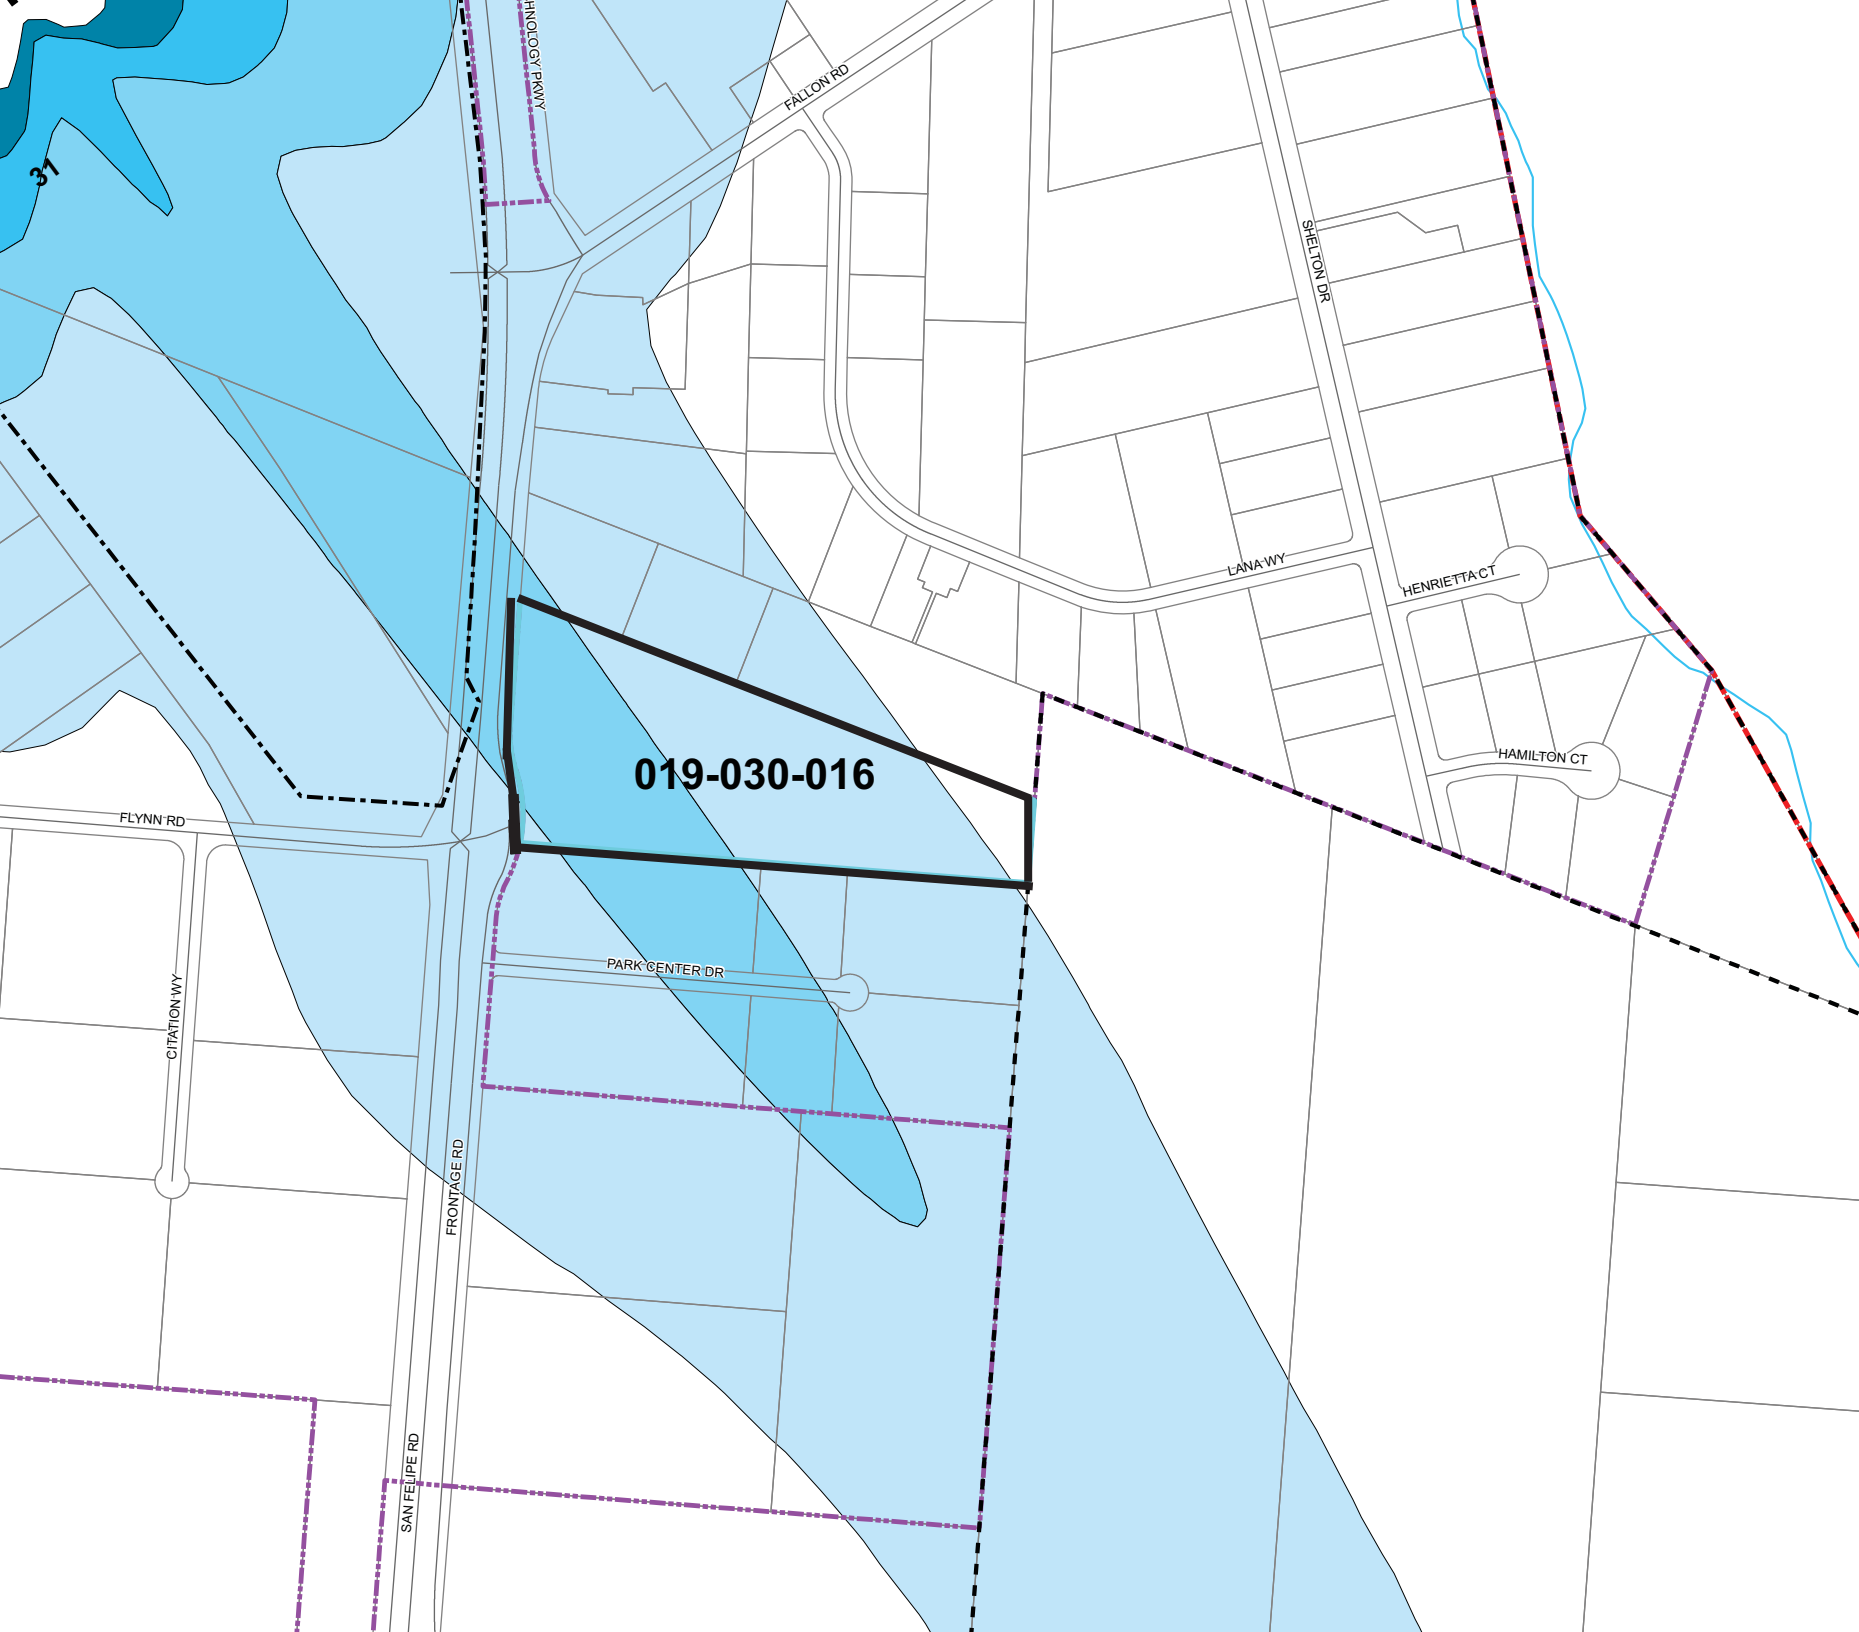 HNOLOGY PKWY
FALLON RD
31
SHELTON DR
LANA WY
HENRIETTA CT
HAMILTON CT
019-030-016
FLYNN RD
PARK CENTER DR
CITATION WY
FRONTAGE RD
SAN FELIPE RD